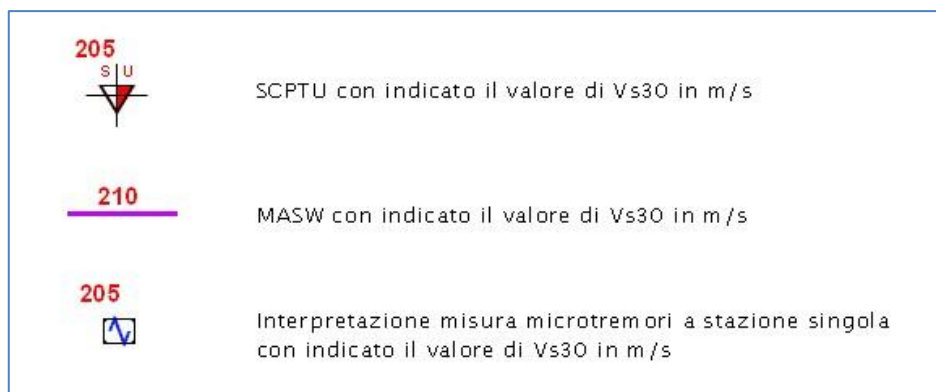 205
S U
SCPTU con indicato il valore di Vs30 in m/s
210
MASW con indicato il valore di Vs30 in m/s
205
Interpretazione misura microtremori a stazione singola
con indicato il valore di Vs30 in m/s